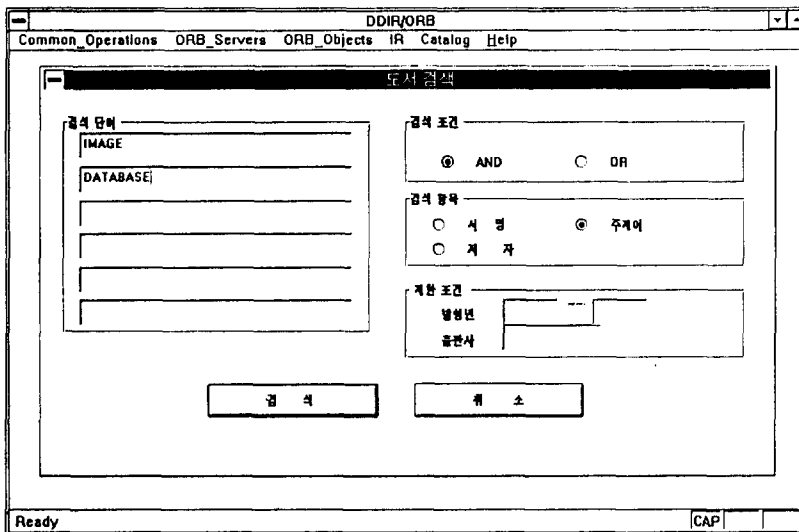 DDIR/ORB
Common_Operations ORB_Servers ORB_Objects IR Catalog Help
도서 검색
검색 단어
IMAGE
DATABASE
검색 조건
AND OR
검색 항목
서 명 주제어
저 자
제한 조건
발행년
출판사
검 색 취 소
Ready CAP